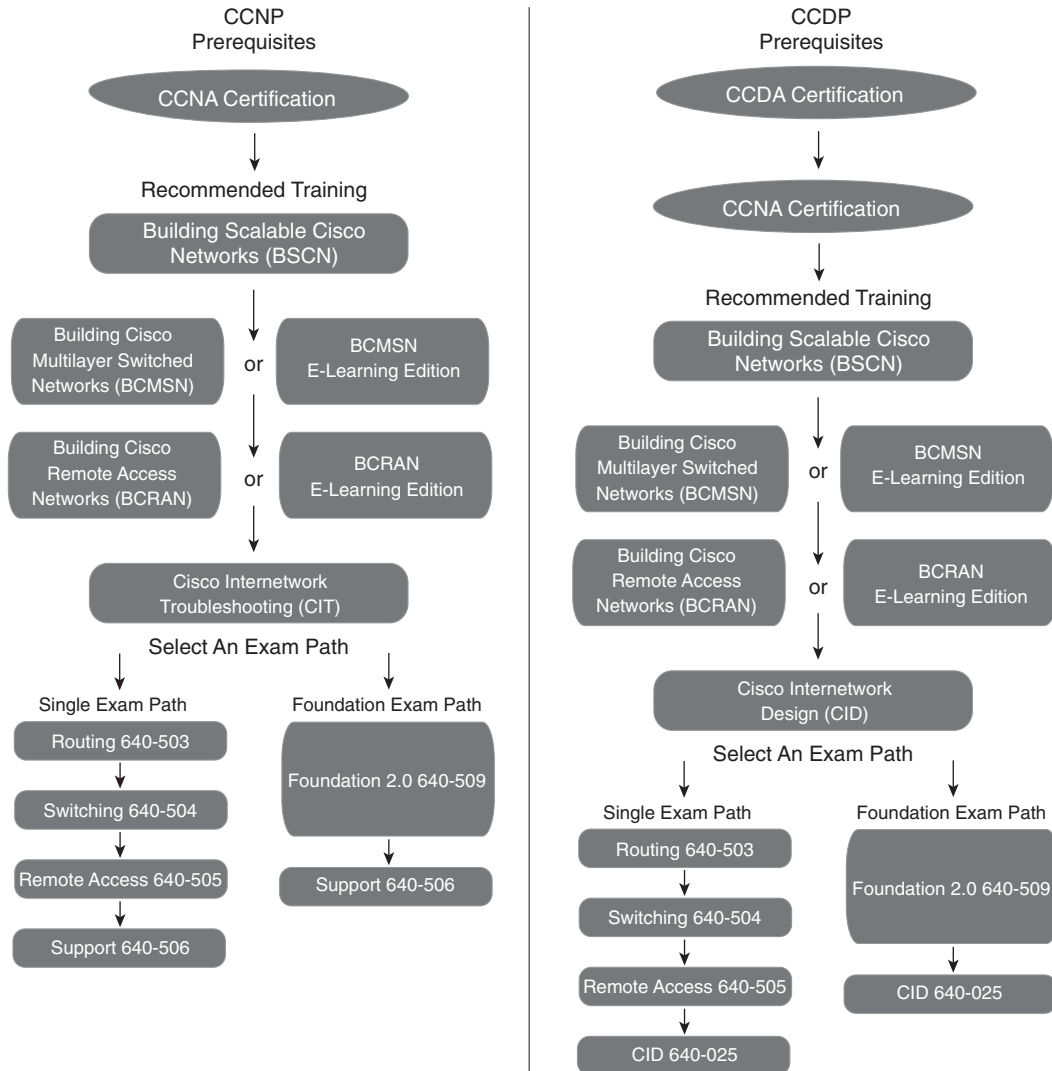 CCNP
Prerequisites
CCNA Certification
Recommended Training
Building Scalable Cisco
Networks (BSCN)
Building Cisco
Multilayer Switched
Networks (BCMSN)
or
BCMSN
E-Learning Edition
Building Cisco
Remote Access
Networks (BCRAN)
or
BCRAN
E-Learning Edition
Cisco Internetwork
Troubleshooting (CIT)
Select An Exam Path
Single Exam Path
Routing 640-503
Switching 640-504
Remote Access 640-505
Support 640-506
Foundation Exam Path
Foundation 2.0 640-509
Support 640-506
CCDP
Prerequisites
CCDA Certification
CCNA Certification
Recommended Training
Building Scalable Cisco
Networks (BSCN)
Building Cisco
Multilayer Switched
Networks (BCMSN)
or
BCMSN
E-Learning Edition
Building Cisco
Remote Access
Networks (BCRAN)
or
BCRAN
E-Learning Edition
Cisco Internetwork
Design (CID)
Select An Exam Path
Single Exam Path
Routing 640-503
Switching 640-504
Remote Access 640-505
CID 640-025
Foundation Exam Path
Foundation 2.0 640-509
CID 640-025